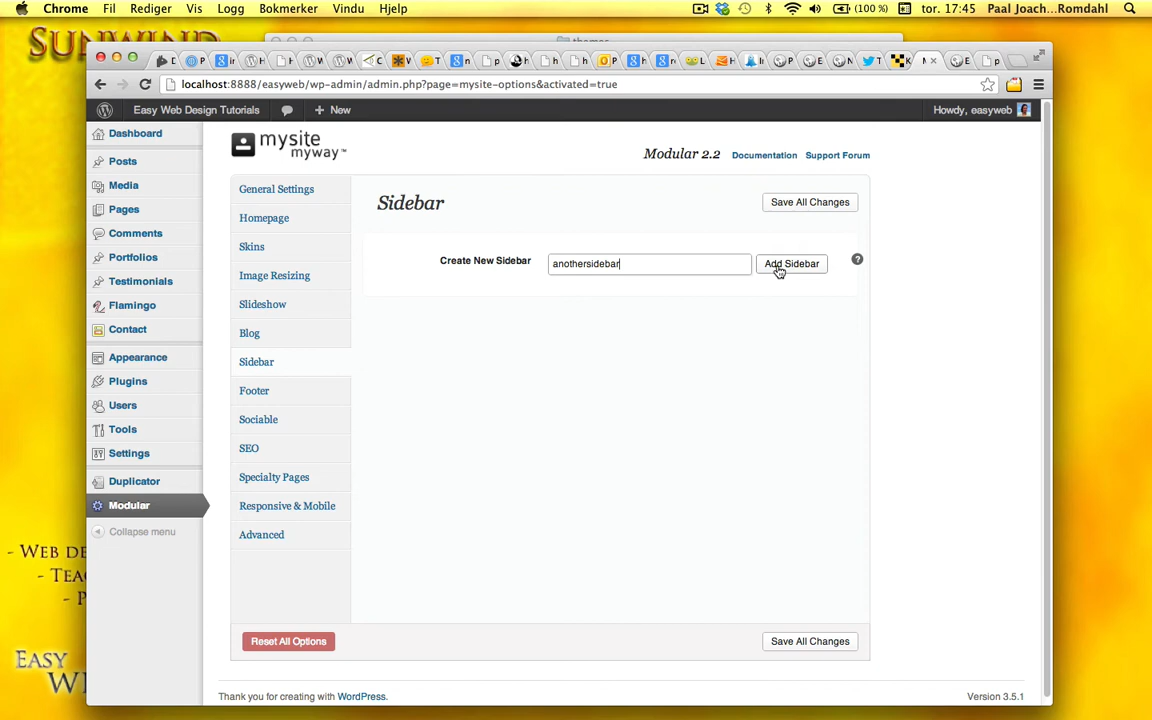 Chrome Fil Rediger Vis Logg Bokmerker Vindu Hjelp (100 %) tor. 17:45 Paal Joach...Romdahl
SUNWIND
themes
localhost:8888/easyweb/wp-admin/admin.php?page=mysite-options&activated=true
Easy Web Design Tutorials + New Howdy, easyweb
Dashboard
Posts
Media
Pages
Comments
Portfolios
Testimonials
Flamingo
Contact
Appearance
Plugins
Users
Tools
Settings
Duplicator
Modular
Collapse menu
mysite
myway™
Modular 2.2 Documentation Support Forum
General Settings
Homepage
Skins
Image Resizing
Slideshow
Blog
Sidebar
Footer
Sociable
SEO
Specialty Pages
Responsive & Mobile
Advanced
Sidebar Save All Changes
Create New Sidebar anothersidebar Add Sidebar ?
Reset All Options Save All Changes
Thank you for creating with WordPress. Version 3.5.1
- WEB DE
- TEA
- P
EASY